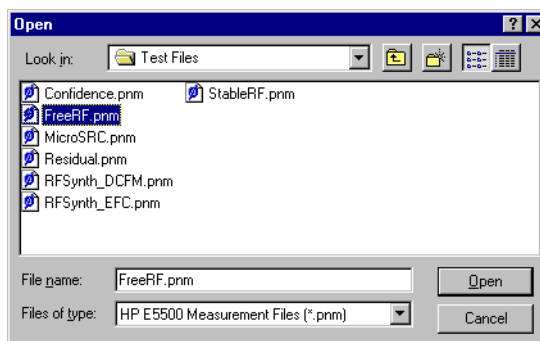 Open
Look in: Test Files
Confidence.pnm
FreeRF.pnm
MicroSRC.pnm
Residual.pnm
RFSynth_DCFM.pnm
RFSynth_EFC.pnm
StableRF.pnm
File name: FreeRF.pnm
Open
Files of type: HP E5500 Measurement Files (*.pnm)
Cancel